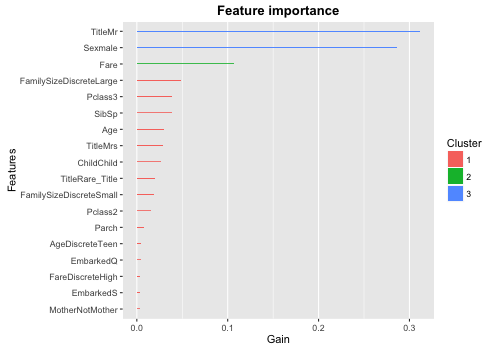 Feature importance
TitleMr
Sexmale
Fare
FamilySizeDiscreteLarge
Pclass3
SibSp
Age
TitleMrs
ChildChild
TitleRare_Title
FamilySizeDiscreteSmall
Pclass2
Parch
AgeDiscreteTeen
EmbarkedQ
FareDiscreteHigh
EmbarkedS
MotherNotMother
Features
0.0 0.1 0.2 0.3
Gain
Cluster
1
2
3